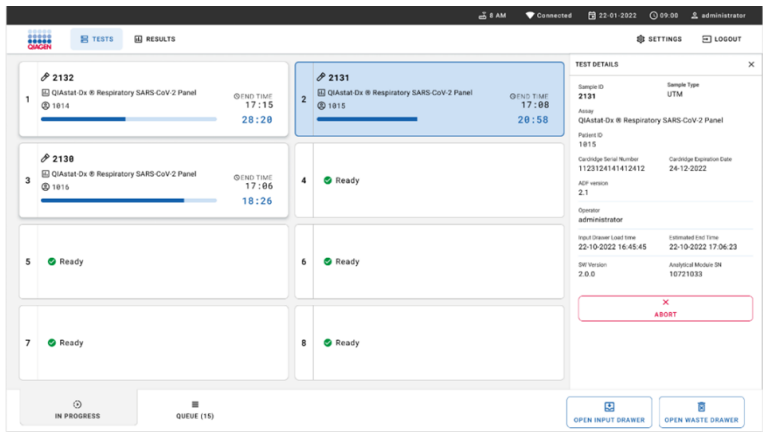 8 AM Connected 22-01-2022 09:00 administrator
QIAGEN TESTS RESULTS SETTINGS LOGOUT
1
2132
QIAstat-Dx ® Respiratory SARS-CoV-2 Panel
1014
END TIME
17:15
28:20
2
2131
QIAstat-Dx ® Respiratory SARS-CoV-2 Panel
1015
END TIME
17:08
20:58
3
2130
QIAstat-Dx ® Respiratory SARS-CoV-2 Panel
1016
END TIME
17:06
18:26
4 Ready
5 Ready
6 Ready
7 Ready
8 Ready
TEST DETAILS
Sample ID Sample Type
2131 UTM
Assay
QIAstat-Dx ® Respiratory SARS-CoV-2 Panel
Patient ID
1015
Cardridge Serial Number Cardridge Expiration Date
1123124141412412 24-12-2022
ADF version
2.1
Operator
administrator
Input Drawer Load time Estimated End Time
22-10-2022 16:45:45 22-10-2022 17:06:23
SW Version Analytical Module SN
2.0.0 10721033
ABORT
IN PROGRESS QUEUE (15)
OPEN INPUT DRAWER OPEN WASTE DRAWER